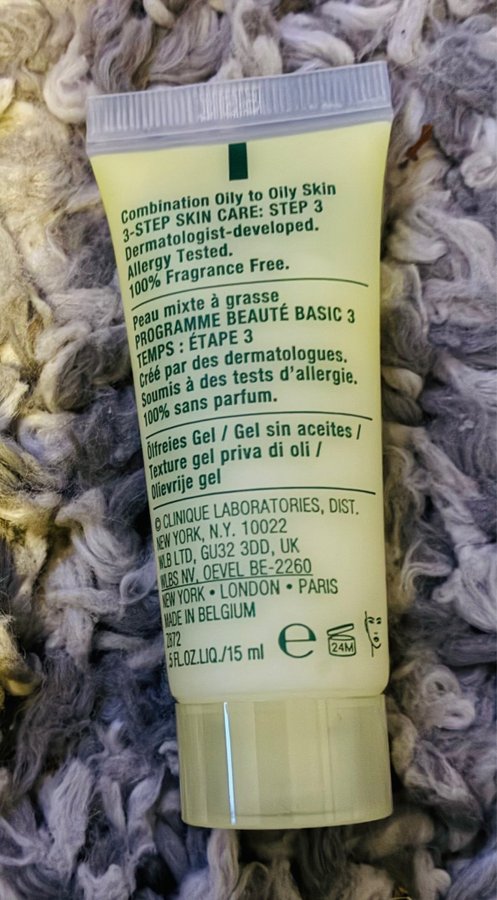 Combination Oily to Oily Skin
3-STEP SKIN CARE: STEP 3
Dermatologist-developed.
Allergy Tested.
100% Fragrance Free.
Peau mixte à grasse
PROGRAMME BEAUTÉ BASIC 3
TEMPS : ÉTAPE 3
Créé par des dermatologues.
Soumis à des tests d'allergie.
100% sans parfum.
Ölfreies Gel / Gel sin aceites /
Texture gel priva di oli /
Olievrije gel
© CLINIQUE LABORATORIES, DIST.
NEW YORK, N.Y. 10022
WLB LTD, GU32 3DD, UK
WLBS NV, OEVEL BE-2260
NEW YORK • LONDON • PARIS
MADE IN BELGIUM
.5 FL.OZ.LIQ./15 ml e 24M